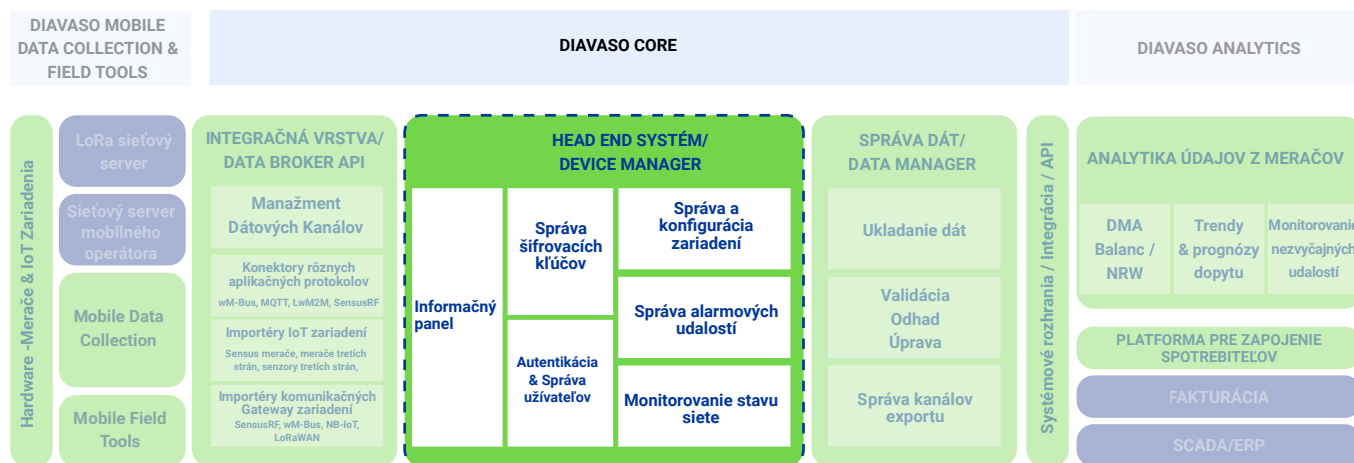 DIAVASO MOBILE
DATA COLLECTION &
FIELD TOOLS
DIAVASO CORE
DIAVASO ANALYTICS
Hardware -Merače & IoT Zariadenia
LoRa sieťový
server
Sieťový server
mobilného
operátora
Mobile Data
Collection
Mobile Field
Tools
INTEGRAČNÁ VRSTVA/
DATA BROKER API
Manažment
Dátových Kanálov
Konektory rôznych
aplikačných protokolov
wM-Bus, MQTT, LwM2M, SensusRF
Importéry IoT zariadení
Sensus merače, merače tretích
strán, senzory tretích strán,
Importéry komunikačných
Gateway zariadení
SensusRF, wM-Bus, NB-IoT,
LoRaWAN
HEAD END SYSTÉM/
DEVICE MANAGER
Informačný
panel
Správa
šifrovacích
kľúčov
Autentikácia
& Správa
užívateľov
Správa a
konfigurácia
zariadení
Správa alarmových
udalostí
Monitorovanie stavu
siete
SPRÁVA DÁT/
DATA MANAGER
Ukladanie dát
Validácia
Odhad
Úprava
Správa kanálov
exportu
Systémové rozhrania / Integrácia / API
ANALYTIKA ÚDAJOV Z MERAČOV
DMA
Balanc /
NRW
Trendy
& prognózy
dopytu
Monitorovanie
nezvyčajných
udalostí
PLATFORMA PRE ZAPOJENIE
SPOTREBITEĽOV
FAKTURÁCIA
SCADA/ERP